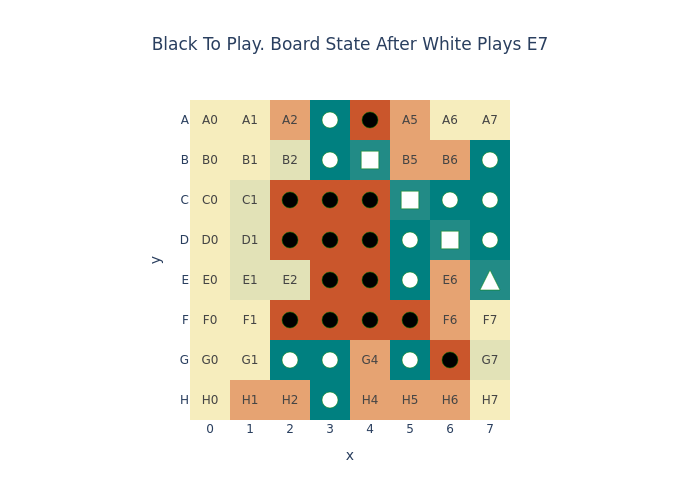 Black To Play. Board State After White Plays E7
A A0 A1 A2 A5 A6 A7
B B0 B1 B2 B5 B6
C C0 C1
D D0 D1
E E0 E1 E2 E6
F F0 F1 F6 F7
G G0 G1 G4 G7
H H0 H1 H2 H4 H5 H6 H7
0 1 2 3 4 5 6 7
x
y